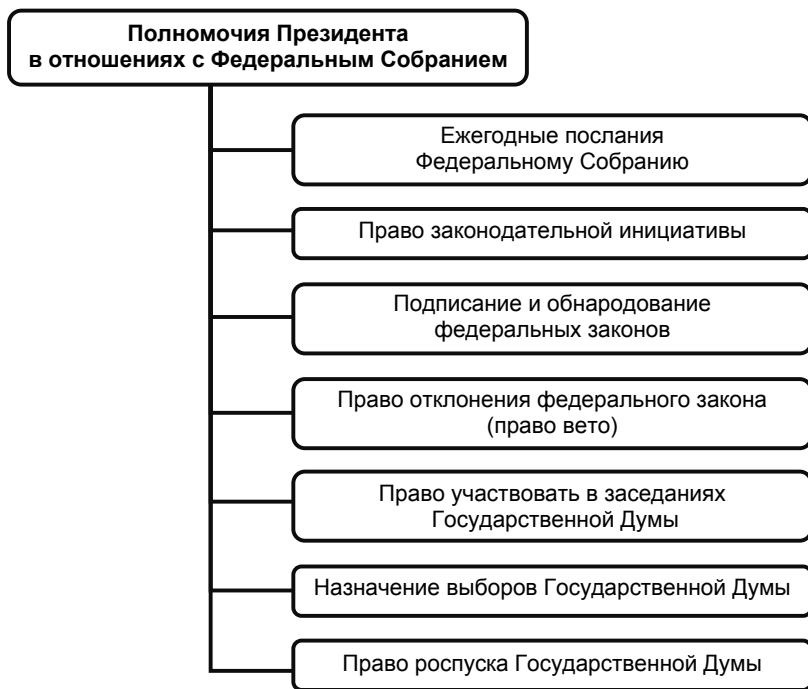 Полномочия Президента
в отношениях с Федеральным Собранием
Ежегодные послания
Федеральному Собранию
Право законодательной инициативы
Подписание и обнародование
федеральных законов
Право отклонения федерального закона
(право вето)
Право участвовать в заседаниях
Государственной Думы
Назначение выборов Государственной Думы
Право роспуска Государственной Думы